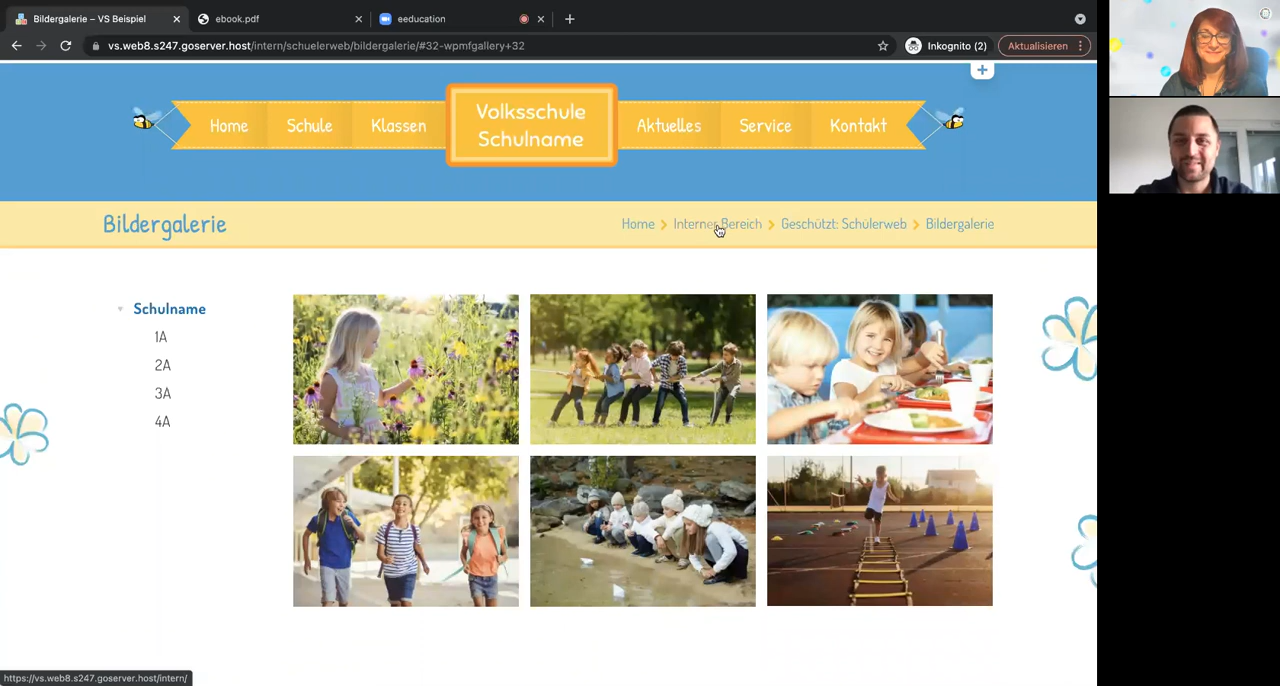 Bildergalerie – VS Beispiel
ebook.pdf
eeducation
vs.web8.s247.goserver.host/intern/schuelerweb/bildergalerie/#32-wpmfgallery+32
Inkognito (2)
Aktualisieren
Home
Schule
Klassen
Volksschule
Schulname
Aktuelles
Service
Kontakt
Bildergalerie
Home
Interner Bereich
Geschützt: Schülerweb
Bildergalerie
Schulname
1A
2A
3A
4A
https://vs.web8.s247.goserver.host/intern/